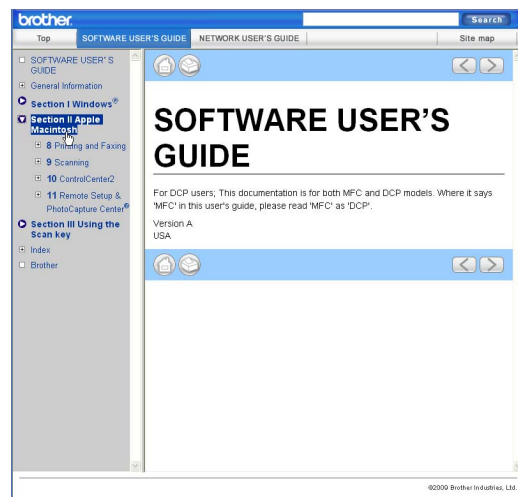 brother.
Search
Top
SOFTWARE USER'S GUIDE
NETWORK USER'S GUIDE
Site map
SOFTWARE USER'S
GUIDE
General Information
Section I Windows®
Section II Apple
Macintosh
8 Printing and Faxing
9 Scanning
10 ControlCenter2
11 Remote Setup &
PhotoCapture Center®
Section III Using the
Scan key
Index
Brother
SOFTWARE USER'S
GUIDE
For DCP users; This documentation is for both MFC and DCP models. Where it says
'MFC' in this user's guide, please read 'MFC' as 'DCP'.
Version A
USA
©2009 Brother Industries, Ltd.